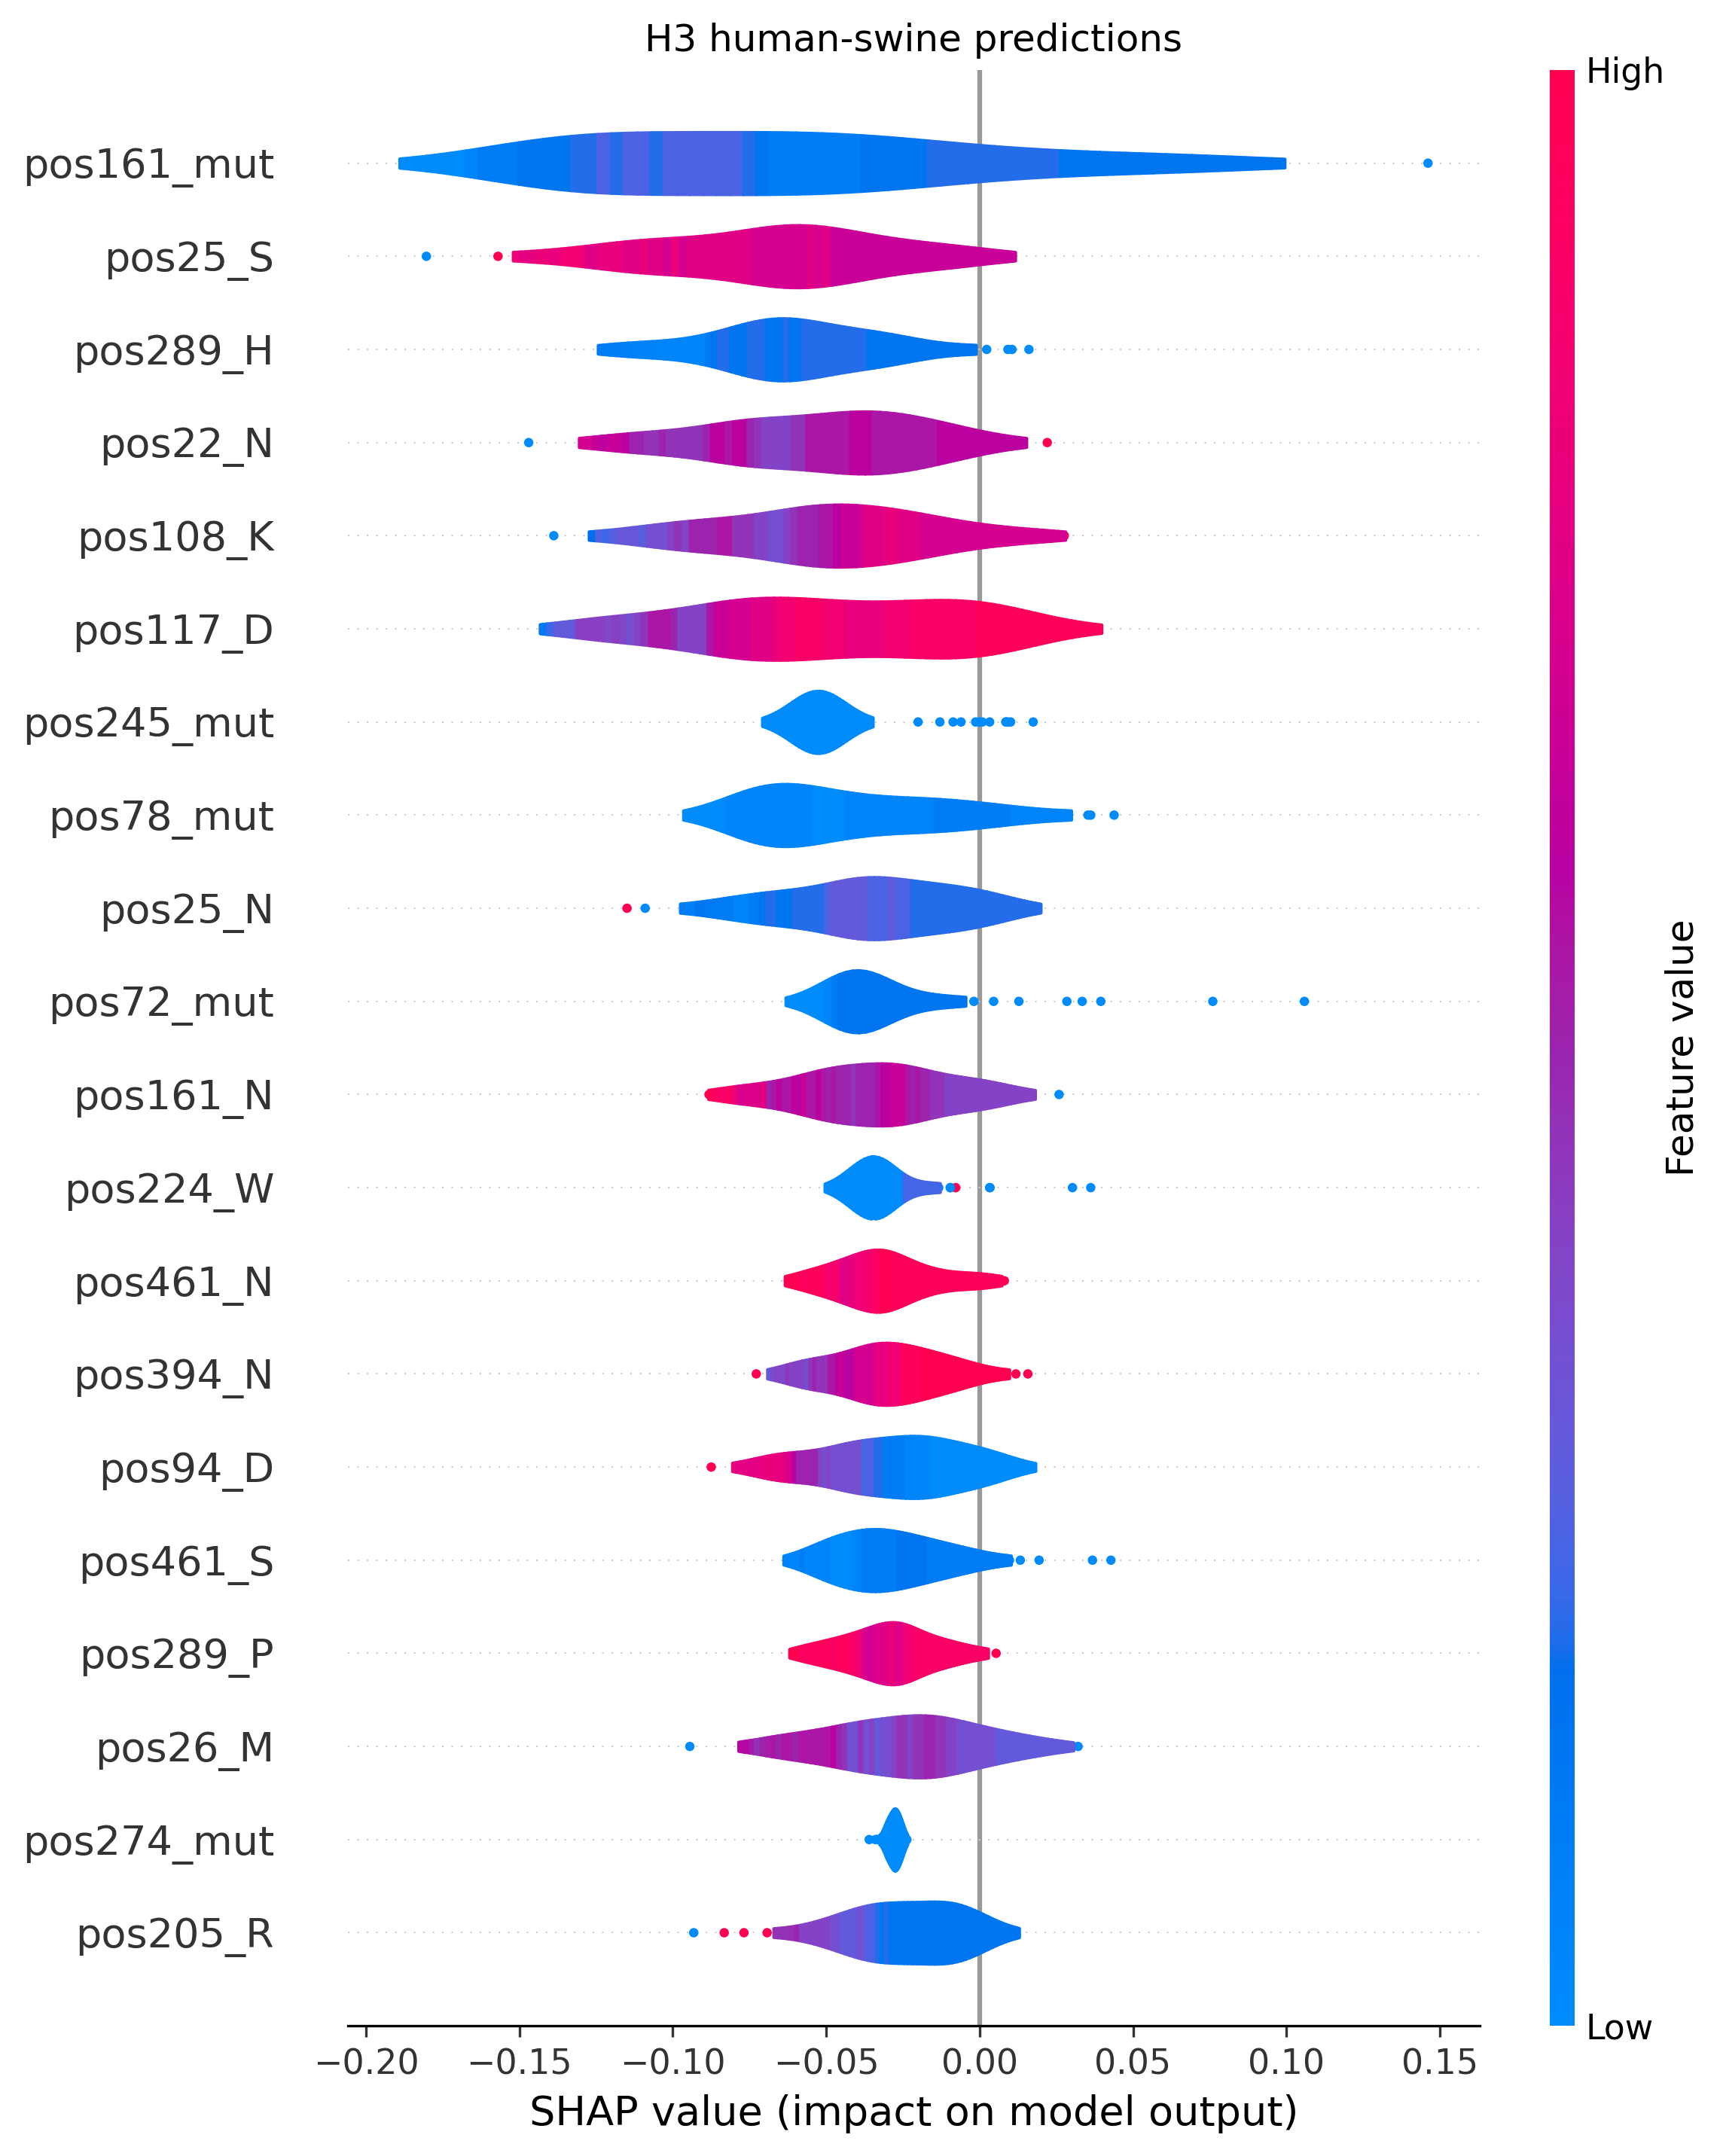 H3 human-swine predictions
High
pos161_mut
pos25_S
pos289_H
pos22_N
pos108_K
pos117_D
pos245_mut
pos78_mut
pos25_N
Feature value
pos72_mut
pos161_N
pos224_W
pos461_N
pos394_N
pos94_D
pos461_S
pos289_P
pos26_M
pos274_mut
pos205_R
Low
−0.20 −0.15 −0.10 −0.05 0.00 0.05 0.10 0.15
SHAP value (impact on model output)